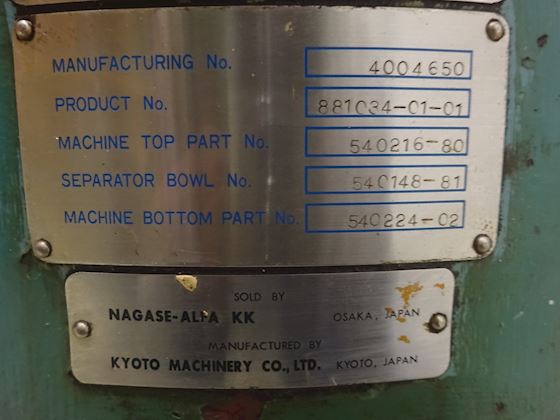 MANUFACTURING No. 4004650
PRODUCT No. 881034-01-01
MACHINE TOP PART No. 540216-80
SEPARATOR BOWL No. 540148-81
MACHINE BOTTOM PART No. 540224-02
SOLD BY
NAGASE-ALFA KK OSAKA, JAPAN
MANUFACTURED BY
KYOTO MACHINERY CO., LTD. KYOTO, JAPAN